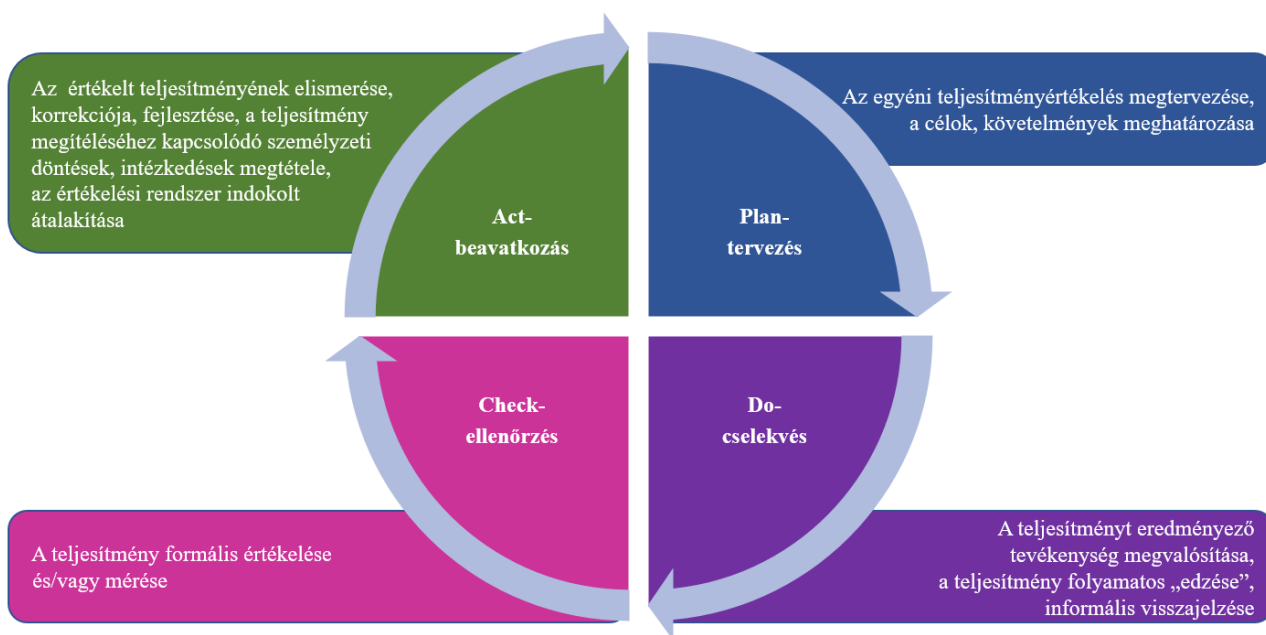 Az értékelt teljesítményének elismerése,
korrekciója, fejlesztése, a teljesítmény
megítéléséhez kapcsolódó személyzeti
döntések, intézkedések megtétele,
az értékelési rendszer indokolt
átalakítása
Act-
beavatkozás
Plan-
tervezés
Az egyéni teljesítményértékelés megtervezése,
a célok, követelmények meghatározása
Check-
ellenőrzés
Do-
cselekvés
A teljesítmény formális értékelése
és/vagy mérése
A teljesítményt eredményező
tevékenység megvalósítása,
a teljesítmény folyamatos „edzése”,
informális visszajelzése